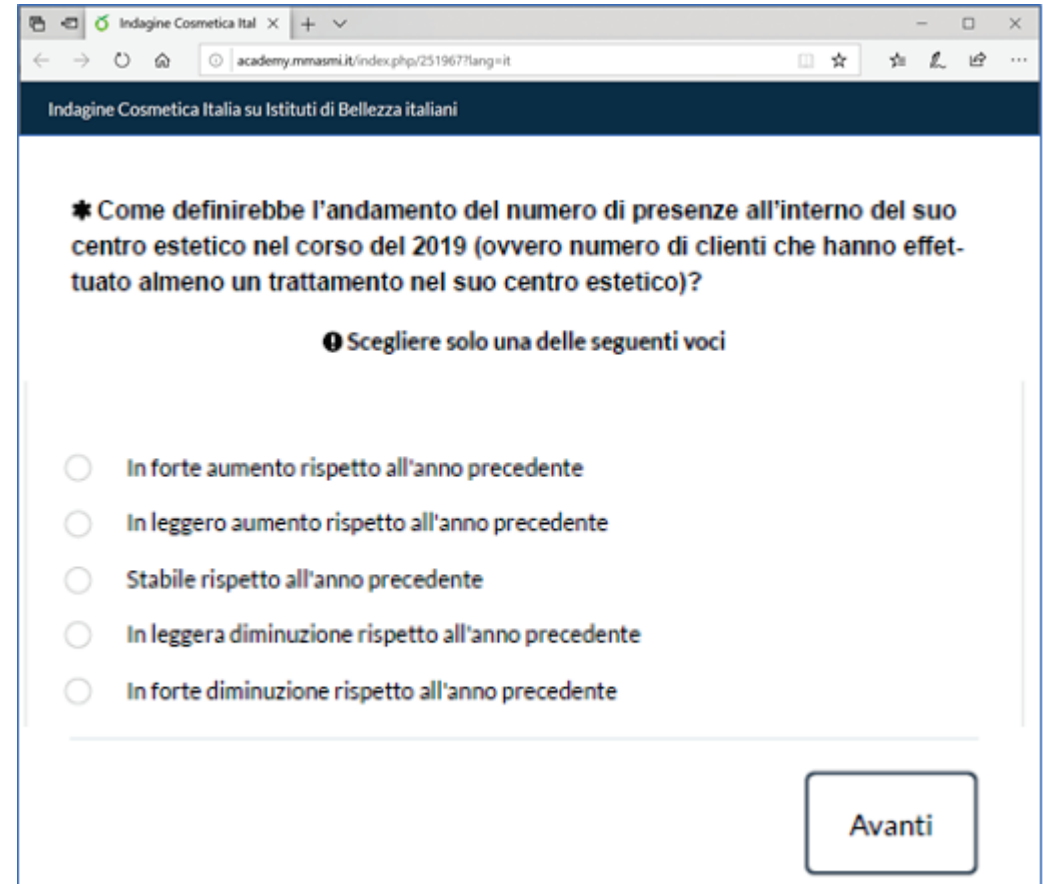 Indagine Cosmetica Ital
academy.mmasmi.it/index.php/251967?lang=it
Indagine Cosmetica Italia su Istituti di Bellezza italiani
✱ Come definirebbe l'andamento del numero di presenze all'interno del suo
centro estetico nel corso del 2019 (ovvero numero di clienti che hanno effet-
tuato almeno un trattamento nel suo centro estetico)?
Scegliere solo una delle seguenti voci
In forte aumento rispetto all'anno precedente
In leggero aumento rispetto all'anno precedente
Stabile rispetto all'anno precedente
In leggera diminuzione rispetto all'anno precedente
In forte diminuzione rispetto all'anno precedente
Avanti